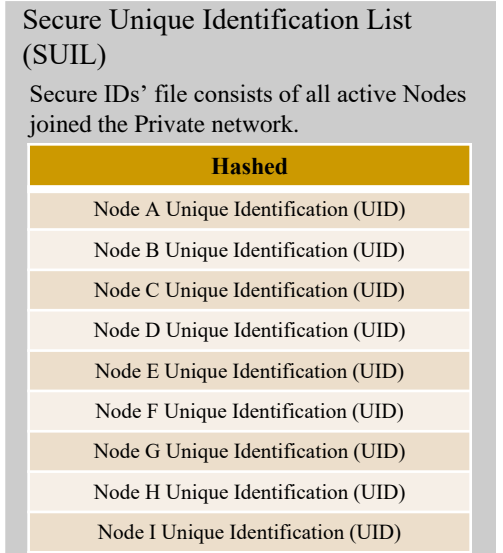 Secure Unique Identification List
(SUIL)
Secure IDs’ file consists of all active Nodes
joined the Private network.
Hashed
Node A Unique Identification (UID)
Node B Unique Identification (UID)
Node C Unique Identification (UID)
Node D Unique Identification (UID)
Node E Unique Identification (UID)
Node F Unique Identification (UID)
Node G Unique Identification (UID)
Node H Unique Identification (UID)
Node I Unique Identification (UID)